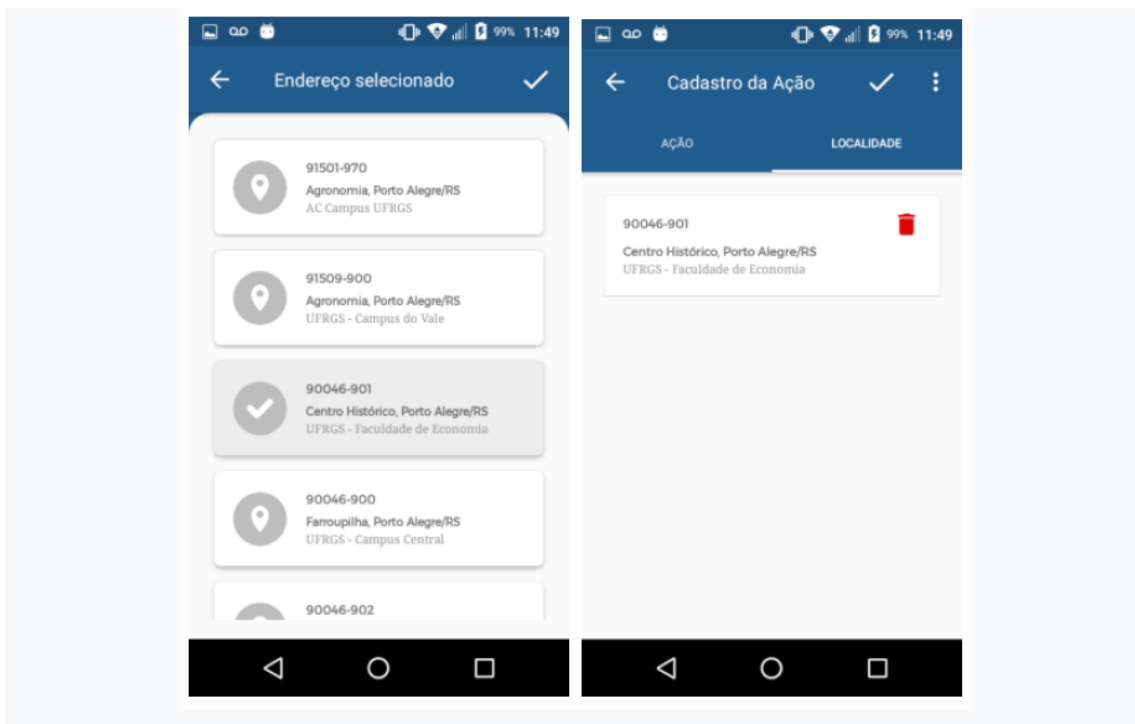 99% 11:49
Endereço selecionado
91501-970
Agronomia, Porto Alegre/RS
AC Campus UFRGS
91509-900
Agronomia, Porto Alegre/RS
UFRGS - Campus do Vale
90046-901
Centro Histórico, Porto Alegre/RS
UFRGS - Faculdade de Economia
90046-900
Farroupilha, Porto Alegre/RS
UFRGS - Campus Central
90046-902
99% 11:49
Cadastro da Ação
AÇÃO LOCALIDADE
90046-901
Centro Histórico, Porto Alegre/RS
UFRGS - Faculdade de Economia